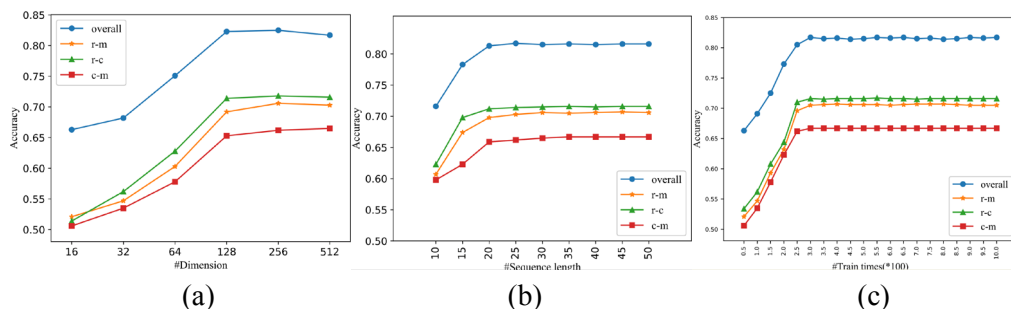 0.85
0.80
0.75
0.70
0.65
0.60
0.55
0.50
Accuracy
overall
r-m
r-c
c-m
16 32 64 128 256 512
#Dimension
(a)
0.80
0.75
0.70
0.65
0.60
0.55
0.50
Accuracy
overall
r-m
r-c
c-m
10 15 20 25 30 35 40 45 50
#Sequence length
(b)
0.85
0.80
0.75
0.70
0.65
0.60
0.55
0.50
Accuracy
overall
r-m
r-c
c-m
0.5 1.0 1.5 2.0 2.5 3.0 3.5 4.0 4.5 5.0 5.5 6.0 6.5 7.0 7.5 8.0 8.5 9.0 9.5 10.0
#Train times(*100)
(c)